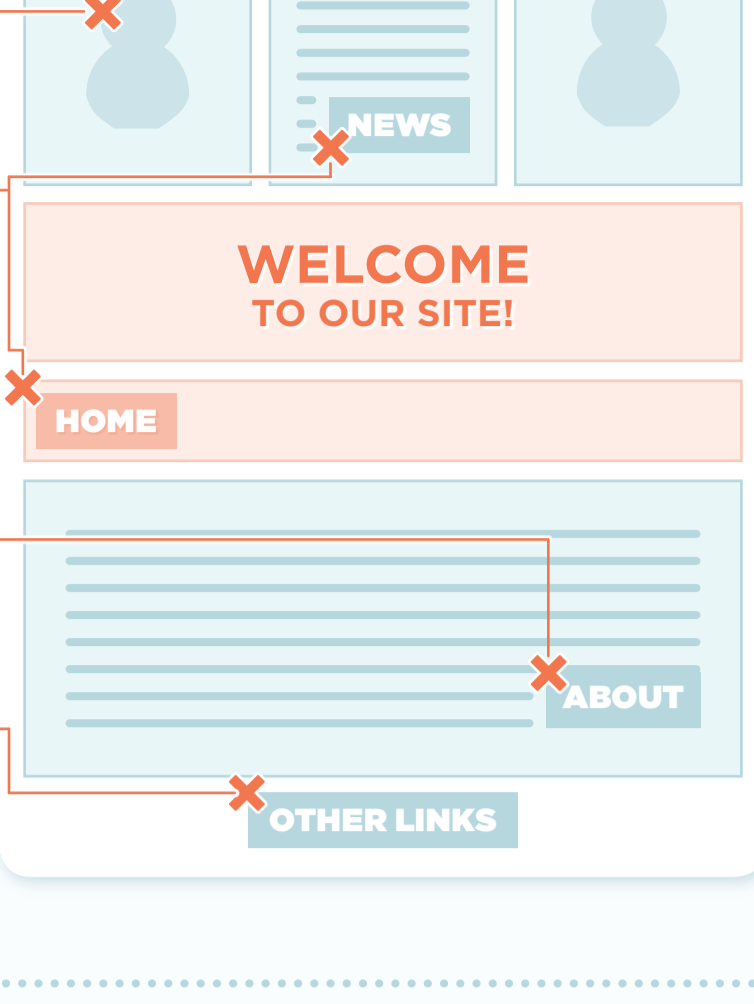 NEWS
WELCOME
TO OUR SITE!
HOME
ABOUT
OTHER LINKS